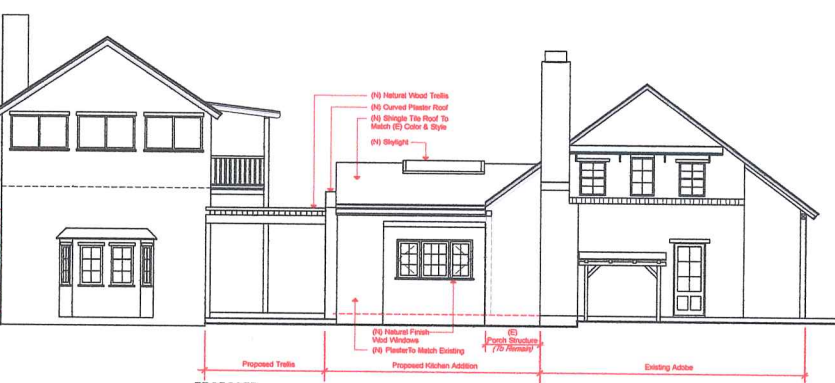 (N) Natural Wood Trellis
(N) Curved Plaster Roof
(N) Shingle Tile Roof To
Match (E) Color & Style
(N) Skylight
(N) Natural Finish
Wod Windows
(N) PlasterTo Match Existing
(E)
Porch Structure
(To Remain)
Proposed Trellis
Proposed Kitchen Addition
Existing Adobe